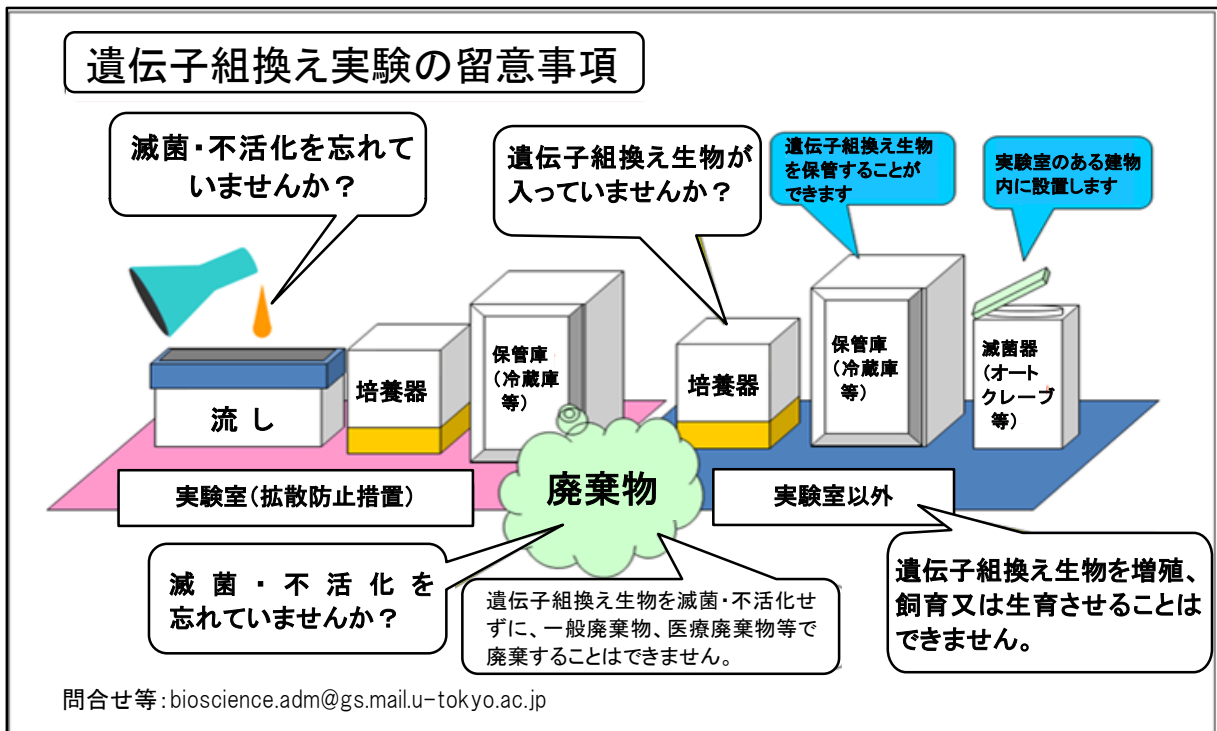 遺伝子組換え実験の留意事項
滅菌・不活化を忘れて
いませんか？
遺伝子組換え生物が
入っていませんか？
遺伝子組換え生物
を保管することが
できます
実験室のある建物
内に設置します
流し
培養器
保管庫
（冷蔵庫
等）
培養器
保管庫
（冷蔵庫
等）
滅菌器
（オート
クレーブ
等）
実験室（拡散防止措置）
廃棄物
実験室以外
滅菌・不活化を
忘れていませんか？
遺伝子組換え生物を滅菌・不活化せ
ずに、一般廃棄物、医療廃棄物等で
廃棄することはできません。
遺伝子組換え生物を増殖、
飼育又は生育させることは
できません。
問合せ等：bioscience.adm@gs.mail.u-tokyo.ac.jp